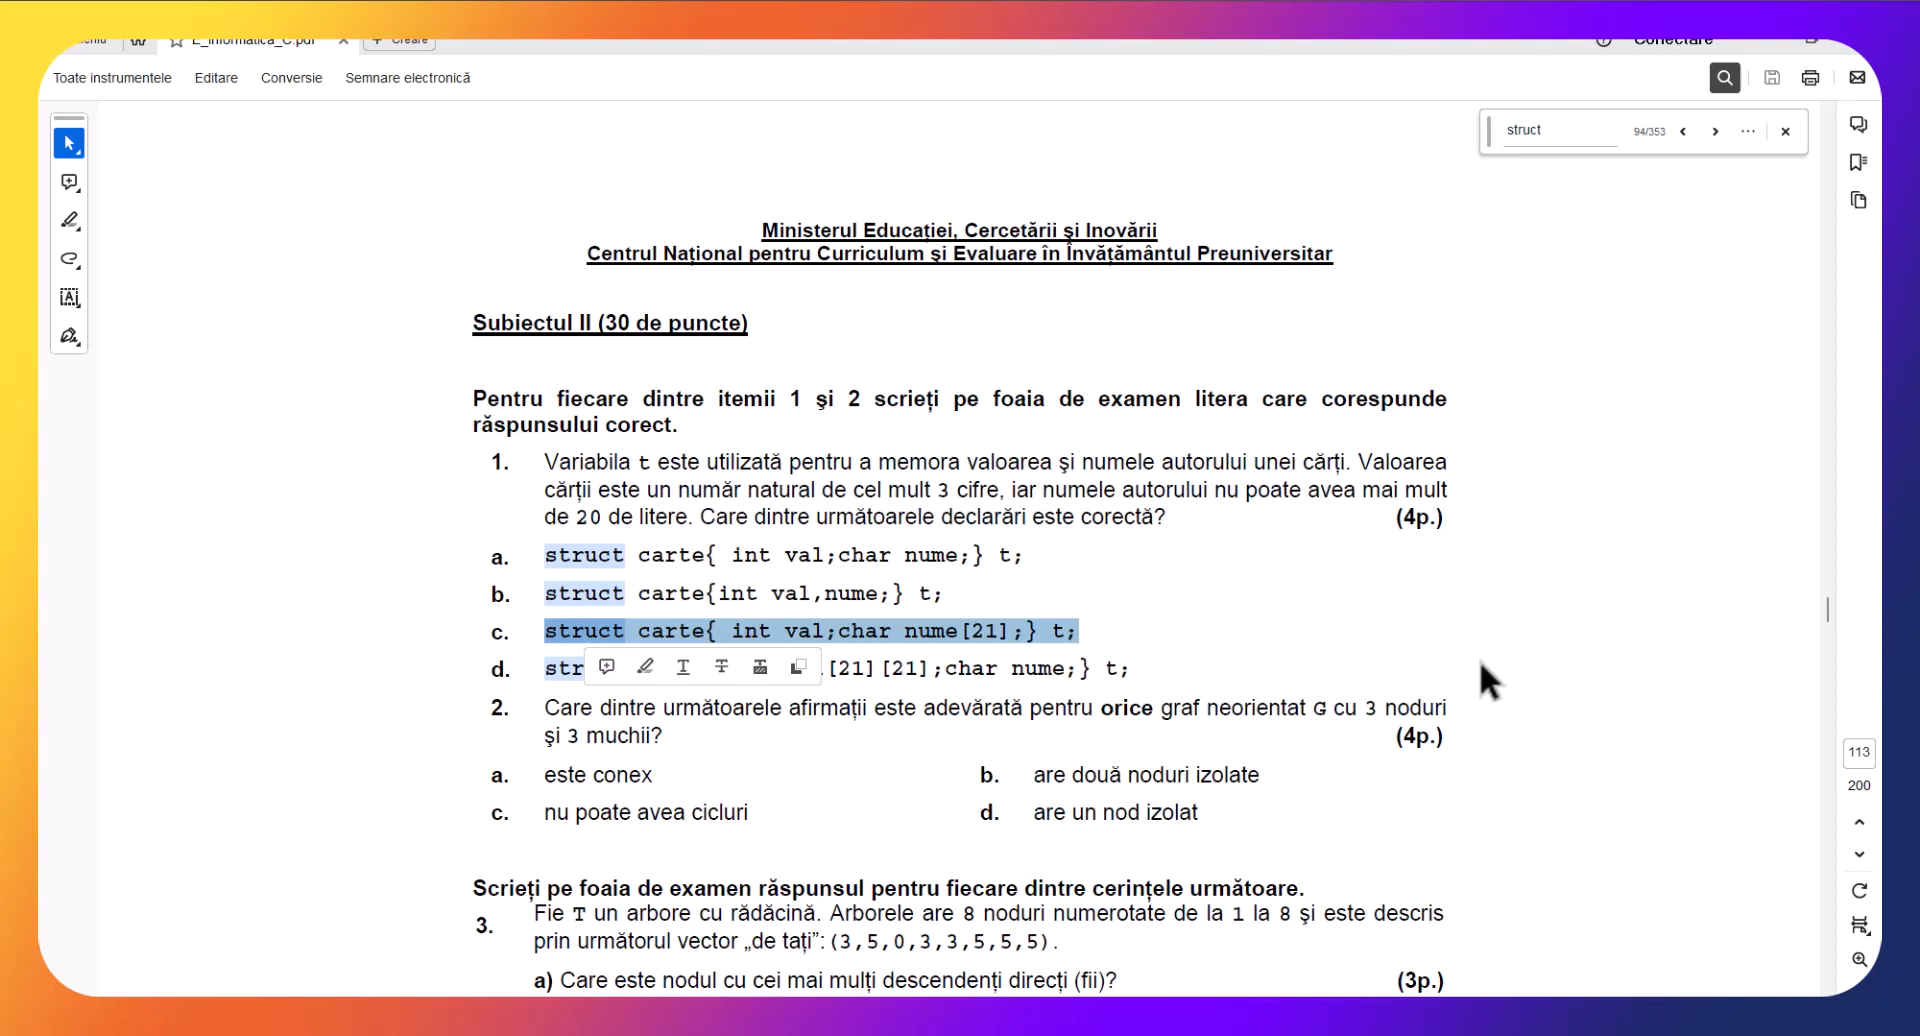 E_informatica_C.pdf
Creare
Conectare
Toate instrumentele Editare Conversie Semnare electronică
struct 94/353
Ministerul Educaţiei, Cercetării şi Inovării
Centrul Naţional pentru Curriculum şi Evaluare în Învăţământul Preuniversitar
Subiectul II (30 de puncte)
Pentru fiecare dintre itemii 1 şi 2 scrieţi pe foaia de examen litera care corespunde
răspunsului corect.
1. Variabila t este utilizată pentru a memora valoarea şi numele autorului unei cărţi. Valoarea
cărţii este un număr natural de cel mult 3 cifre, iar numele autorului nu poate avea mai mult
de 20 de litere. Care dintre următoarele declarări este corectă? (4p.)
a. struct carte{ int val;char nume;} t;
b. struct carte{int val,nume;} t;
c. struct carte{ int val;char nume[21];} t;
d. str [21][21];char nume;} t;
2. Care dintre următoarele afirmaţii este adevărată pentru orice graf neorientat G cu 3 noduri
şi 3 muchii? (4p.)
a. este conex b. are două noduri izolate
c. nu poate avea cicluri d. are un nod izolat
Scrieţi pe foaia de examen răspunsul pentru fiecare dintre cerinţele următoare.
3. Fie T un arbore cu rădăcină. Arborele are 8 noduri numerotate de la 1 la 8 şi este descris
prin următorul vector „de taţi”: (3,5,0,3,3,5,5,5).
a) Care este nodul cu cei mai mulţi descendenţi direcţi (fii)? (3p.)
113
200